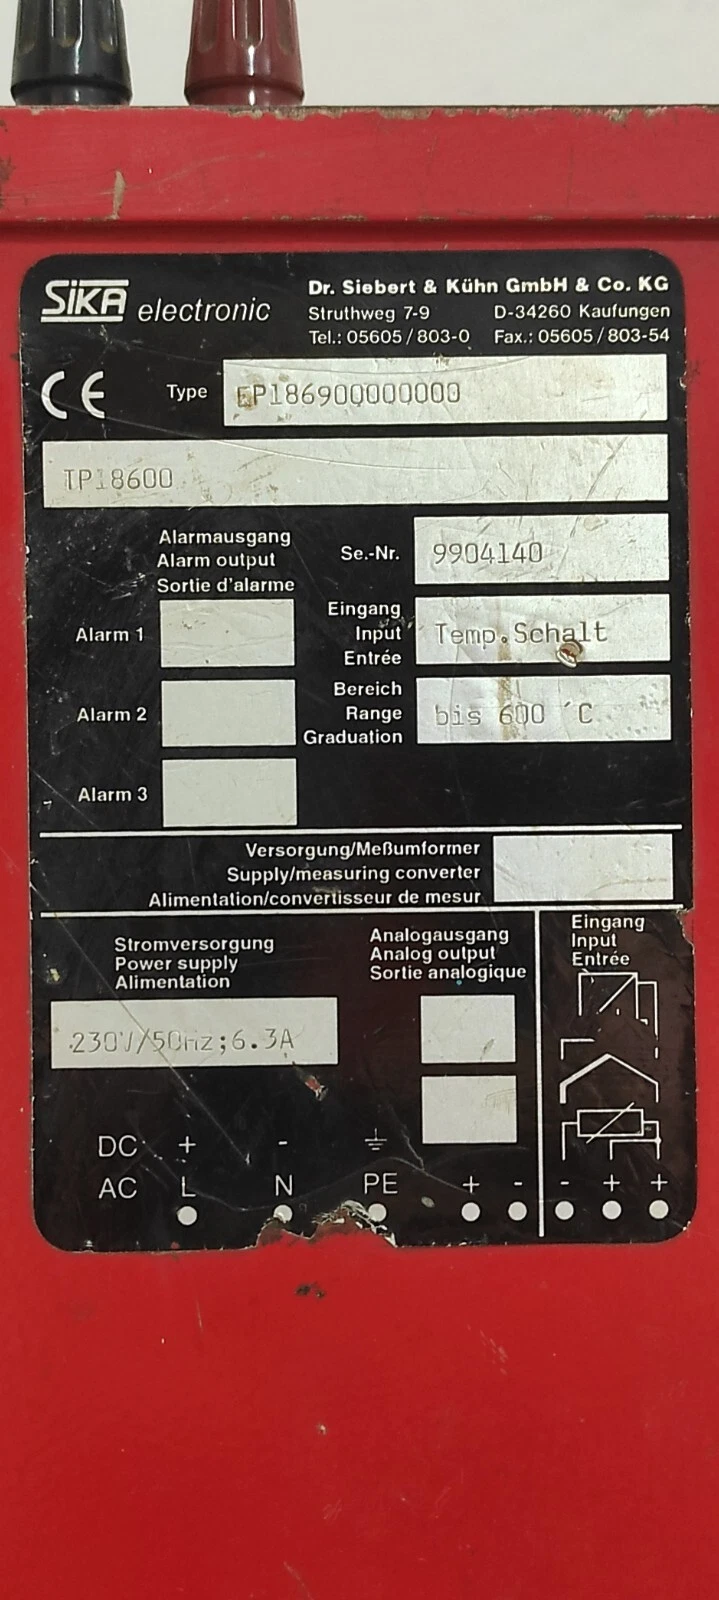 SIKA electronic
Dr. Siebert & Kühn GmbH & Co. KG
Struthweg 7-9 D-34260 Kaufungen
Tel.: 05605/803-0 Fax.: 05605/803-54
CE Type EP186900000000
TP18600
Alarmausgang
Alarm output
Sortie d'alarme
Se.-Nr. 9904140
Eingang
Input
Entrée
Temp.Schalt
Alarm 1
Bereich
Range
Graduation
bis 600 ´C
Alarm 2
Alarm 3
Versorgung/Meßumformer
Supply/measuring converter
Alimentation/convertisseur de mesur
Stromversorgung
Power supply
Alimentation
230V/50Hz;6.3A
Analogausgang
Analog output
Sortie analogique
Eingang
Input
Entrée
DC + -
AC L N PE + - - + +